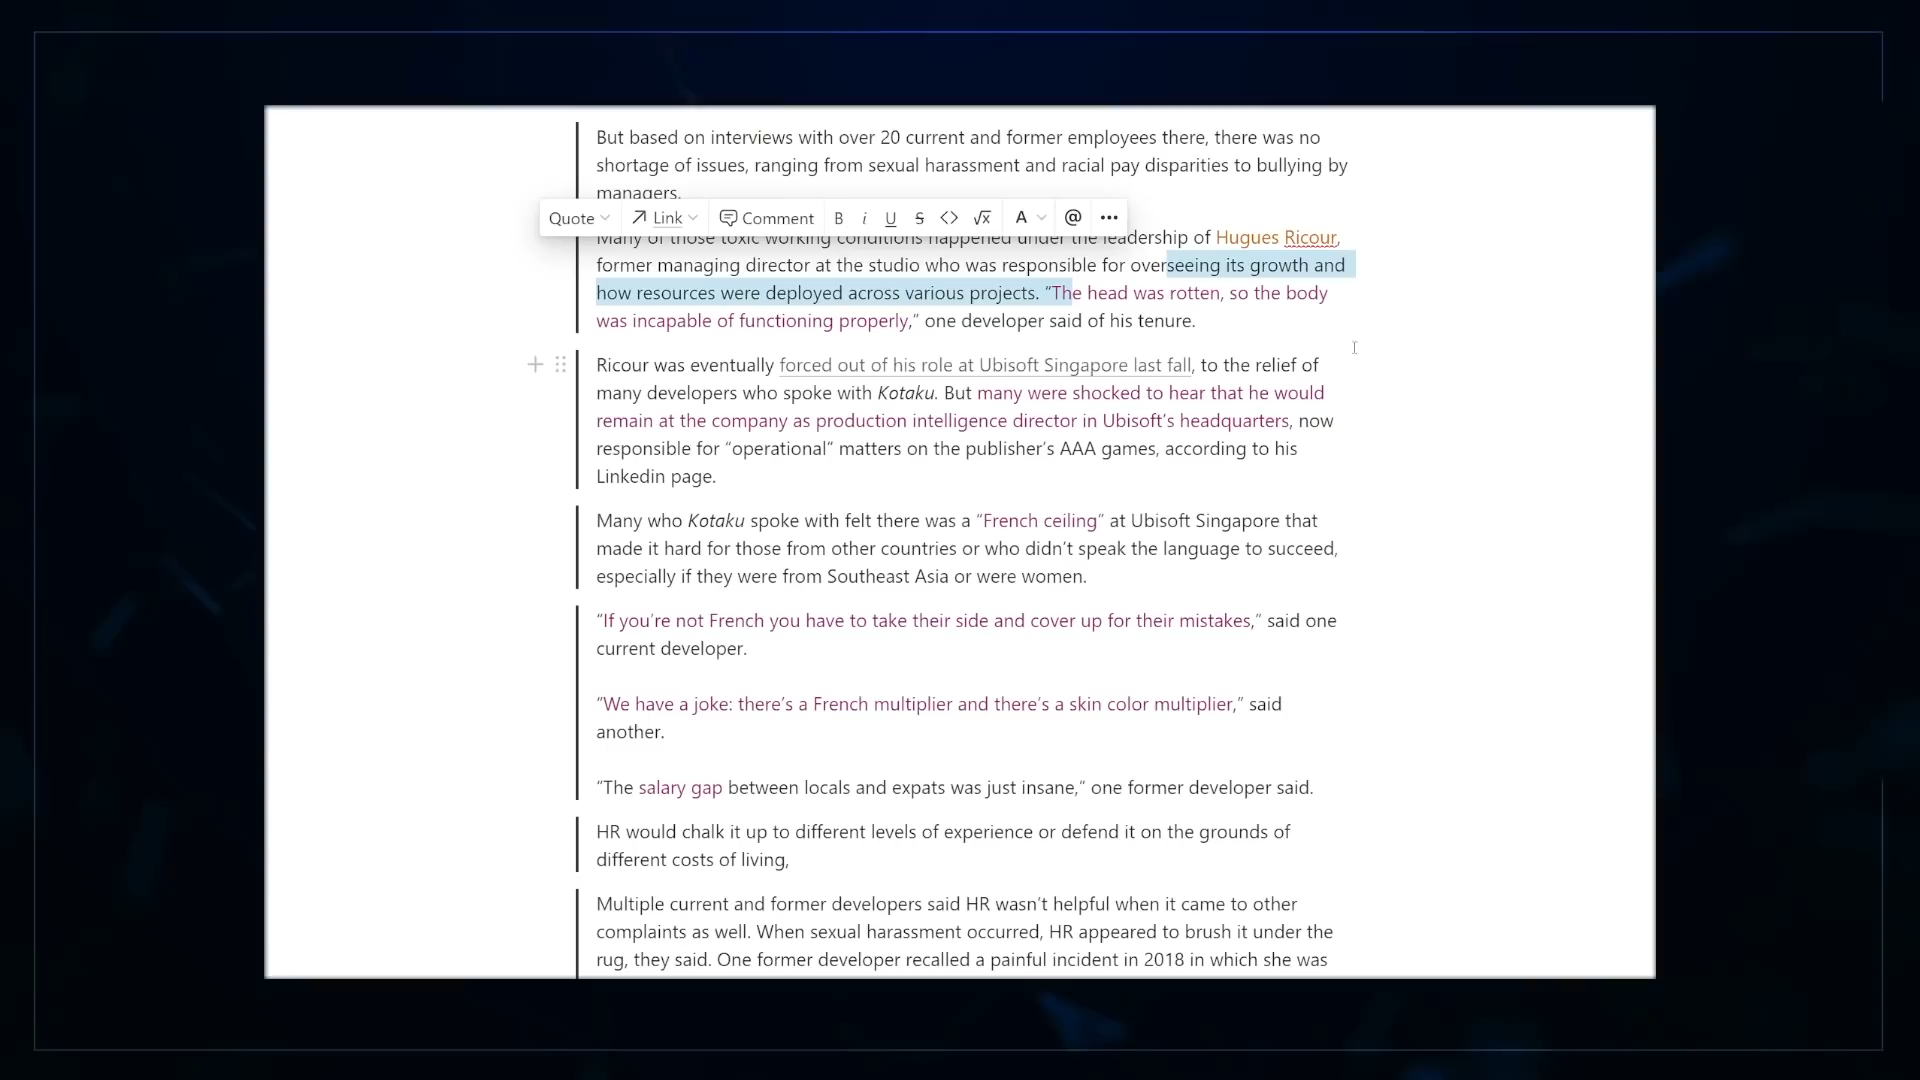 But based on interviews with over 20 current and former employees there, there was no
shortage of issues, ranging from sexual harassment and racial pay disparities to bullying by
managers.
Quote Link Comment B i U S <> √x A @ •••
Many of those toxic working conditions happened under the leadership of Hugues Ricour,
former managing director at the studio who was responsible for overseeing its growth and
how resources were deployed across various projects. “The head was rotten, so the body
was incapable of functioning properly,” one developer said of his tenure.
Ricour was eventually forced out of his role at Ubisoft Singapore last fall, to the relief of
many developers who spoke with Kotaku. But many were shocked to hear that he would
remain at the company as production intelligence director in Ubisoft’s headquarters, now
responsible for “operational” matters on the publisher’s AAA games, according to his
Linkedin page.
Many who Kotaku spoke with felt there was a “French ceiling” at Ubisoft Singapore that
made it hard for those from other countries or who didn’t speak the language to succeed,
especially if they were from Southeast Asia or were women.
“If you’re not French you have to take their side and cover up for their mistakes,” said one
current developer.
“We have a joke: there’s a French multiplier and there’s a skin color multiplier,” said
another.
“The salary gap between locals and expats was just insane,” one former developer said.
HR would chalk it up to different levels of experience or defend it on the grounds of
different costs of living,
Multiple current and former developers said HR wasn’t helpful when it came to other
complaints as well. When sexual harassment occurred, HR appeared to brush it under the
rug, they said. One former developer recalled a painful incident in 2018 in which she was